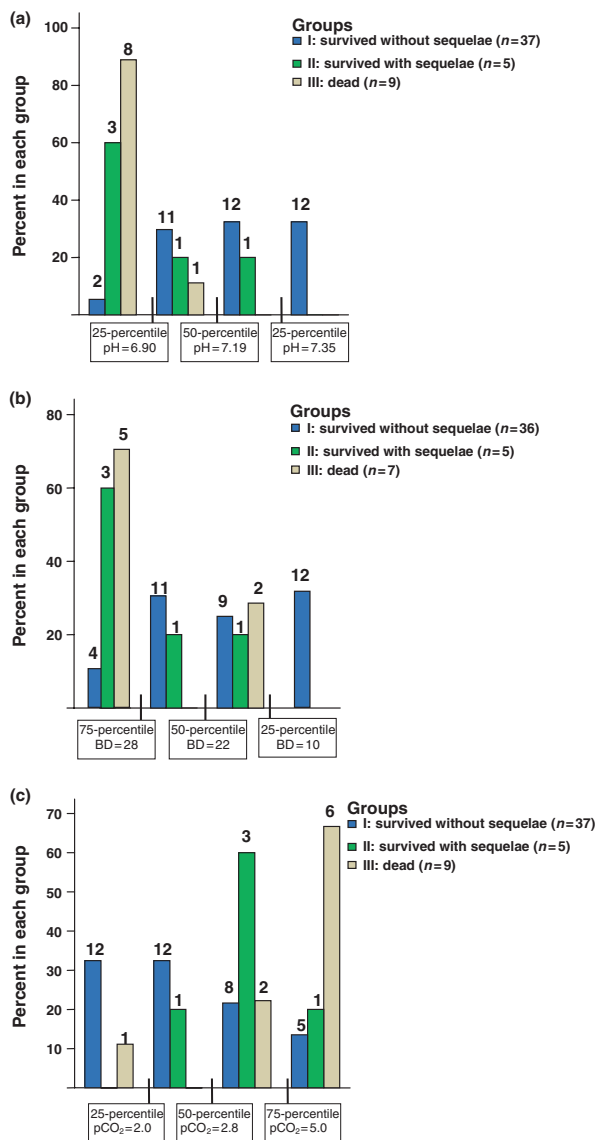 (a)
Groups
I: survived without sequelae (n=37)
II: survived with sequelae (n=5)
III: dead (n=9)
Percent in each group
100
80
60
40
20
2
3
8
11
1
1
12
1
12
25-percentile
pH=6.90
50-percentile
pH=7.19
25-percentile
pH=7.35
(b)
Groups
I: survived without sequelae (n=36)
II: survived with sequelae (n=5)
III: dead (n=7)
Percent in each group
80
60
40
20
4
3
5
11
1
9
1
2
12
75-percentile
BD=28
50-percentile
BD=22
25-percentile
BD=10
(c)
Groups
I: survived without sequelae (n=37)
II: survived with sequelae (n=5)
III: dead (n=9)
Percent in each group
70
60
50
40
30
20
10
12
1
12
1
8
3
2
5
1
6
25-percentile
pCO₂=2.0
50-percentile
pCO₂=2.8
75-percentile
pCO₂=5.0